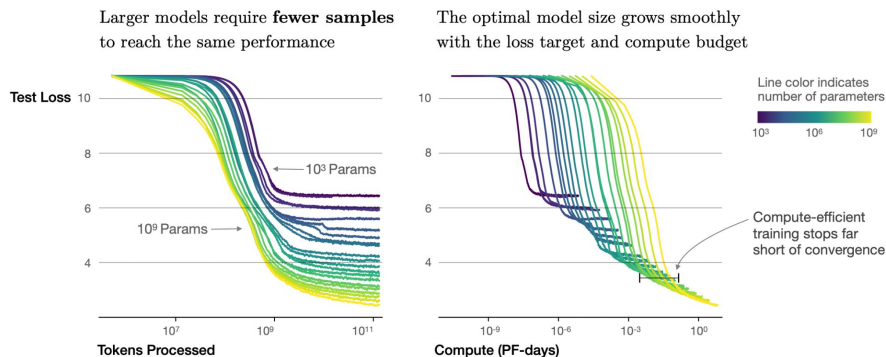 Larger models require fewer samples
to reach the same performance
The optimal model size grows smoothly
with the loss target and compute budget
Line color indicates
number of parameters
10³ 10⁶ 10⁹
Test Loss 10
8
6
4
10³ Params
10⁹ Params
10⁷ 10⁹ 10¹¹
Tokens Processed
10
8
6
4
Compute-efficient
training stops far
short of convergence
10⁻⁹ 10⁻⁶ 10⁻³ 10⁰
Compute (PF-days)